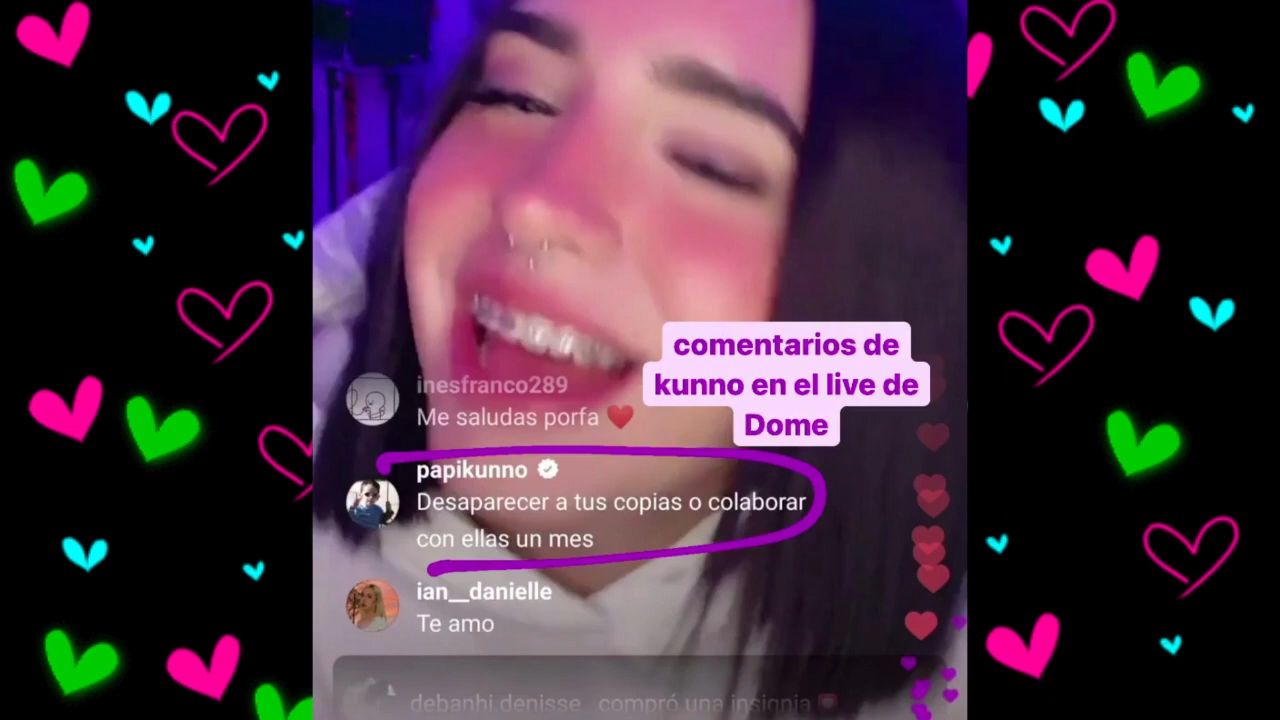 comentarios de
kunno en el live de
Dome
inesfranco289
Me saludas porfa ❤️
papikunno
Desaparecer a tus copias o colaborar
con ellas un mes
ian__danielle
Te amo
debanhi.denisse_ compró una insignia